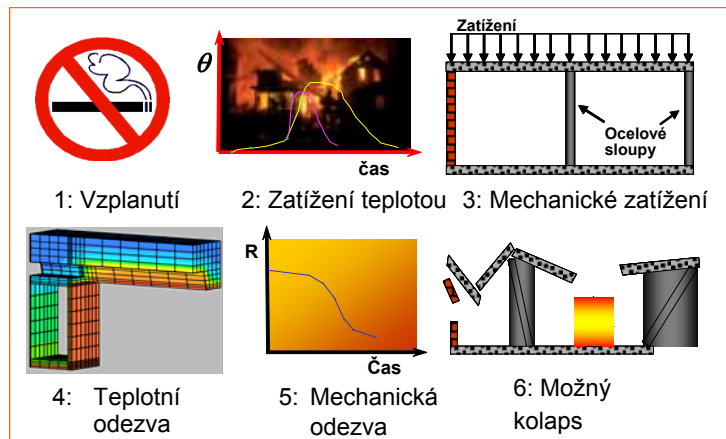 θ
čas
Zatížení
Ocelové
sloupy
1: Vzplanutí
2: Zatížení teplotou
3: Mechanické zatížení
R
Čas
4: Teplotní
odezva
5: Mechanická
odezva
6: Možný
kolaps